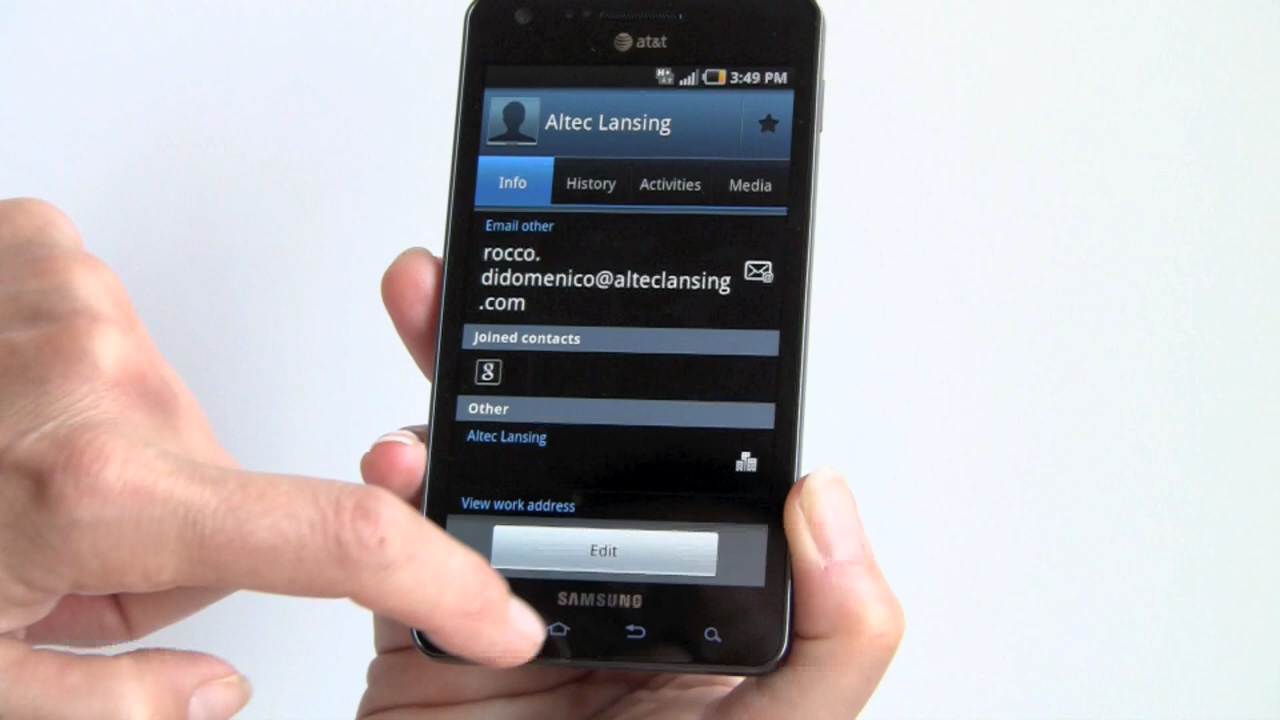 at&t
3:49 PM
Altec Lansing
Info History Activities Media
Email other
rocco.
didomenico@alteclansing
.com
Joined contacts
g
Other
Altec Lansing
View work address
Edit
SAMSUNG